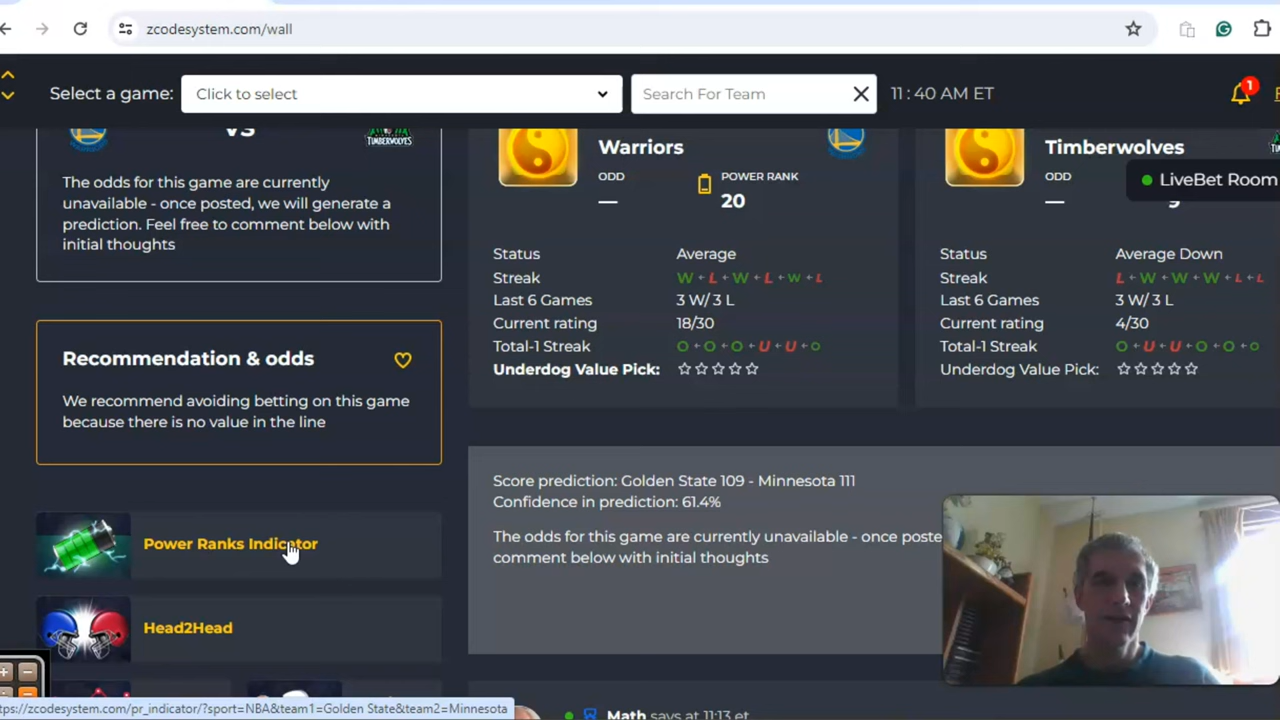 zcodesystem.com/wall
Select a game:
Click to select
Search For Team
11:40 AM ET
1
VS
TIMBERWOLVES
The odds for this game are currently
unavailable - once posted, we will generate a
prediction. Feel free to comment below with
initial thoughts
Recommendation & odds
We recommend avoiding betting on this game
because there is no value in the line
Power Ranks Indicator
Head2Head
Warriors
ODD
—
POWER RANK
20
Status Average
Streak W - L - W - L - W - L
Last 6 Games 3 W/ 3 L
Current rating 18/30
Total-1 Streak O - O - O - U - U - O
Underdog Value Pick:
Timberwolves
ODD
—
LiveBet Room
Status Average Down
Streak L - W - W - W - L - L
Last 6 Games 3 W/ 3 L
Current rating 4/30
Total-1 Streak O - U - U - O - O - O
Underdog Value Pick:
Score prediction: Golden State 109 - Minnesota 111
Confidence in prediction: 61.4%
The odds for this game are currently unavailable - once poste
comment below with initial thoughts
Math says at 11:13 et
ttps://zcodesystem.com/pr_indicator/?sport=NBA&team1=Golden State&team2=Minnesota